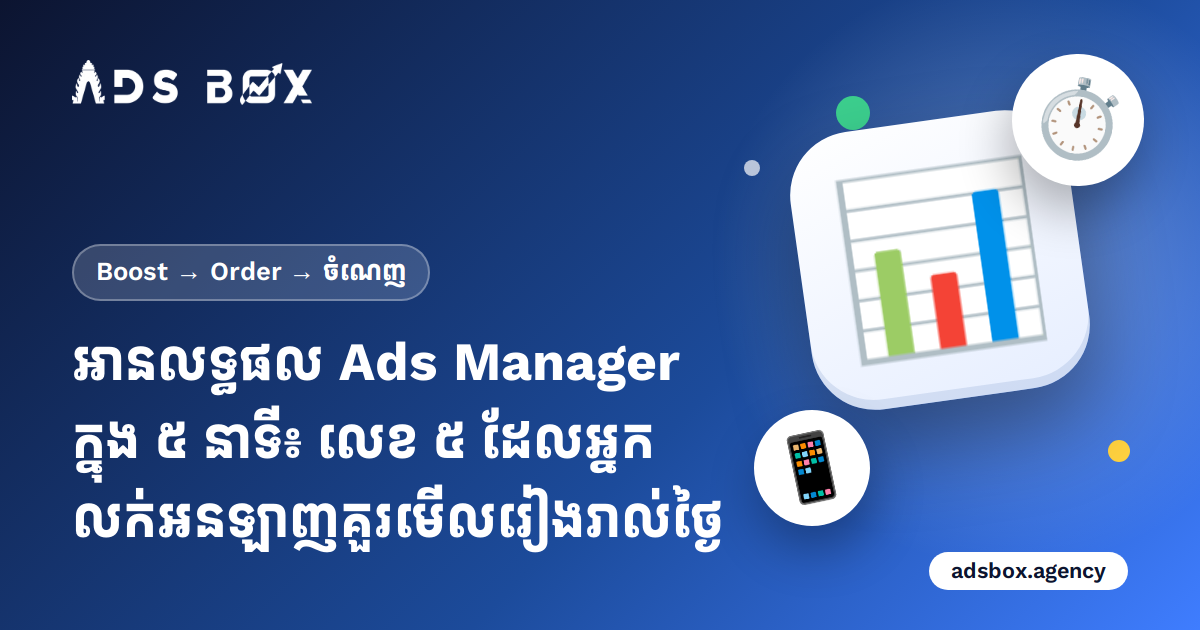 ADS BOX
Boost → Order → ចំណេញ
អានលទ្ធផល Ads Manager
ក្នុង ៥ នាទី៖ លេខ ៥ ដែលអ្នក
លក់អនឡាញគួរមើលរៀងរាល់ថ្ងៃ
adsbox.agency